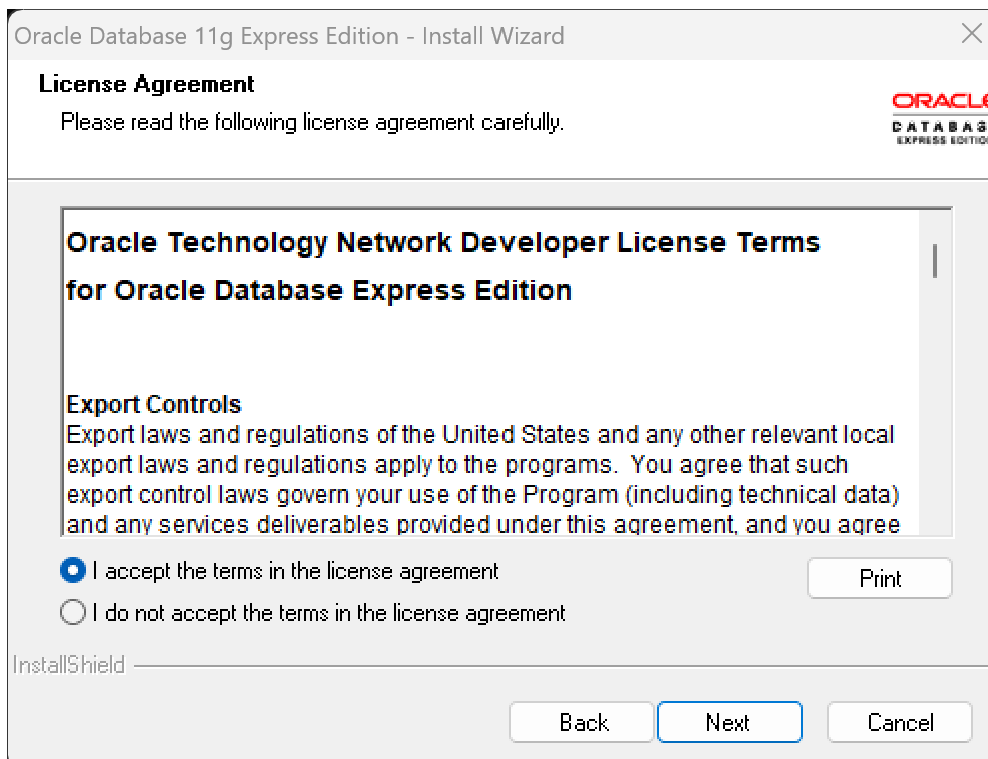 Oracle Database 11g Express Edition - Install Wizard
License Agreement
Please read the following license agreement carefully.
ORACLE
DATABASE
EXPRESS EDITION
Oracle Technology Network Developer License Terms
for Oracle Database Express Edition
Export Controls
Export laws and regulations of the United States and any other relevant local
export laws and regulations apply to the programs.  You agree that such
export control laws govern your use of the Program (including technical data)
and any services deliverables provided under this agreement, and you agree
I accept the terms in the license agreement
Print
I do not accept the terms in the license agreement
InstallShield
Back
Next
Cancel